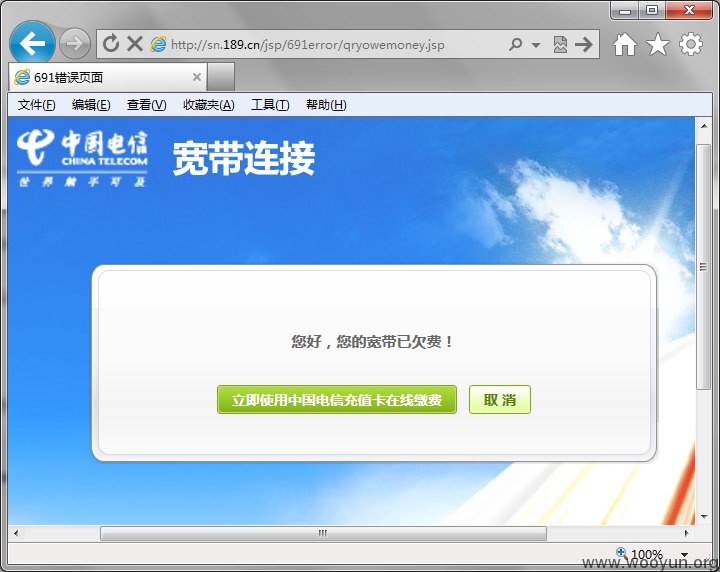 http://sn.189.cn/jsp/691error/qryowemoney.jsp
691错误页面
文件(F) 编辑(E) 查看(V) 收藏夹(A) 工具(T) 帮助(H)
中国电信
CHINA TELECOM
世界触手可及
宽带连接
您好，您的宽带已欠费！
立即使用中国电信充值卡在线缴费 取 消
100%
www.wooyun.org